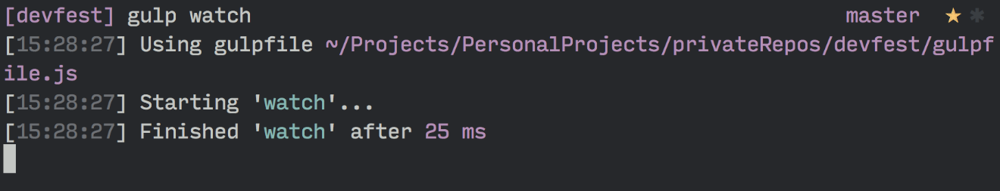 [devfest] gulp watch master ★ ✱
[15:28:27] Using gulpfile ~/Projects/PersonalProjects/privateRepos/devfest/gulpf
ile.js
[15:28:27] Starting 'watch'...
[15:28:27] Finished 'watch' after 25 ms